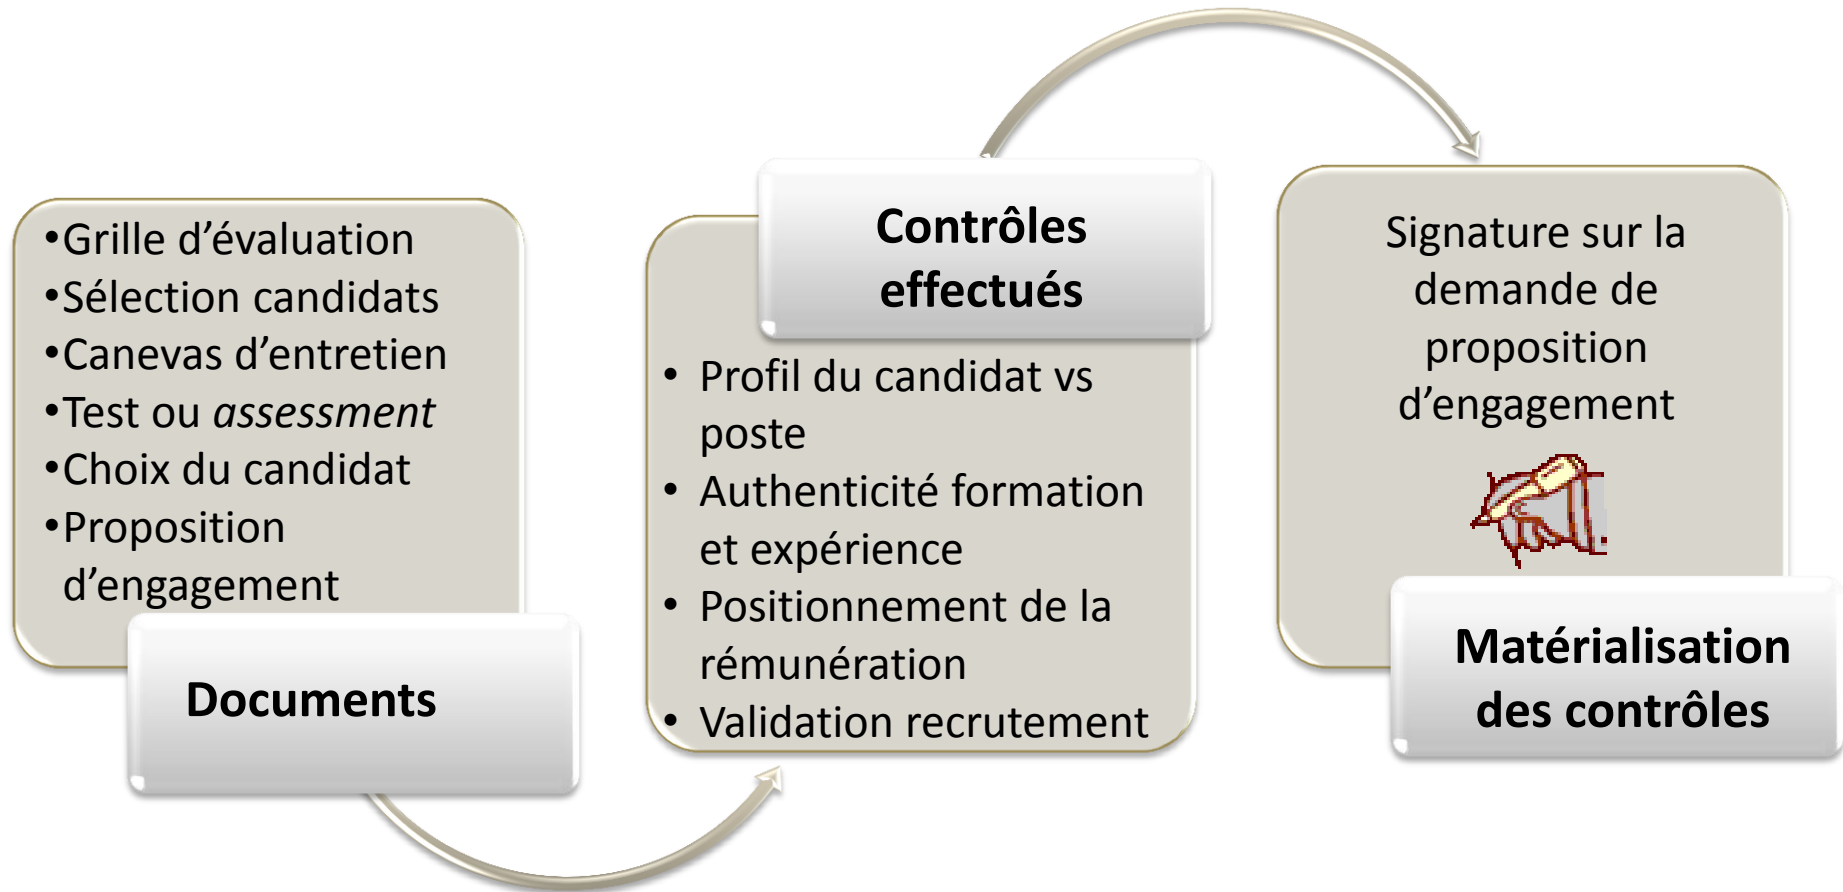 •Grille d’évaluation
•Sélection candidats
•Canevas d’entretien
•Test ou assessment
•Choix du candidat
•Proposition
d’engagement
Documents
Contrôles
effectués
• Profil du candidat vs
poste
• Authenticité formation
et expérience
• Positionnement de la
rémunération
• Validation recrutement
Signature sur la
demande de
proposition
d’engagement
Matérialisation
des contrôles